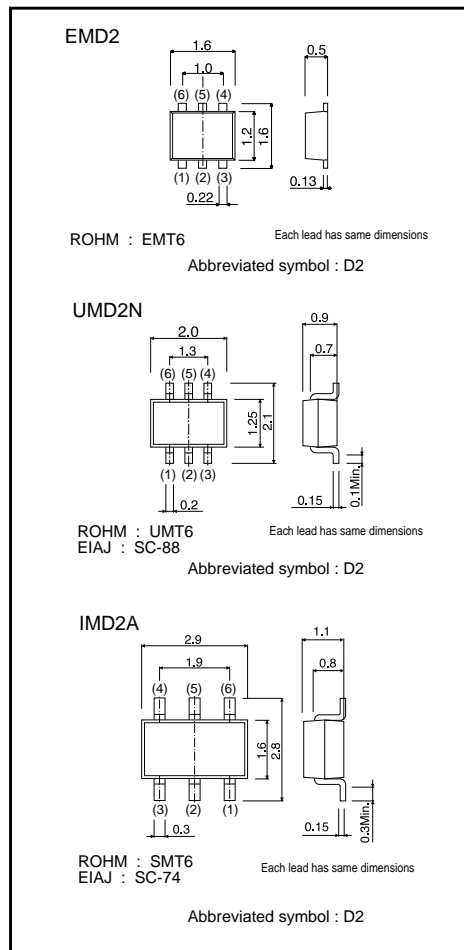 EMD2
1.6
1.0
0.5
(6) (5) (4)
1.2
1.6
(1) (2) (3)
0.22
0.13
ROHM : EMT6
Each lead has same dimensions
Abbreviated symbol : D2
UMD2N
2.0
1.3
0.9
0.7
(6) (5) (4)
1.25
2.1
(1) (2) (3)
0.2
0.15
0.1Min.
ROHM : UMT6
EIAJ : SC-88
Each lead has same dimensions
Abbreviated symbol : D2
IMD2A
2.9
1.9
1.1
0.8
(4) (5) (6)
1.6
2.8
(3) (2) (1)
0.3
0.15
0.3Min.
ROHM : SMT6
EIAJ : SC-74
Each lead has same dimensions
Abbreviated symbol : D2